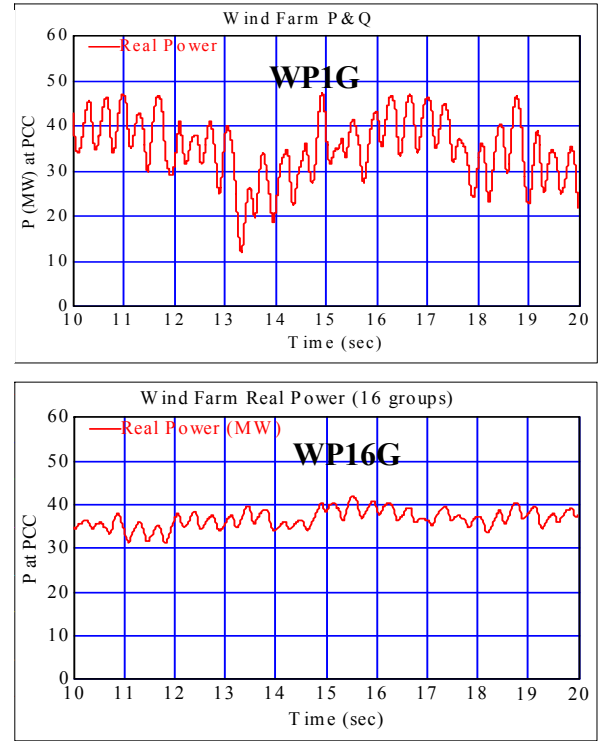 Wind Farm P&Q
60
Real Power
WP1G
50
40
30
20
10
0
P (MW) at PCC
10 11 12 13 14 15 16 17 18 19 20
Time (sec)
Wind Farm Real Power (16 groups)
60
Real Power (MW)
WP16G
50
40
30
20
10
0
P at PCC
10 11 12 13 14 15 16 17 18 19 20
Time (sec)